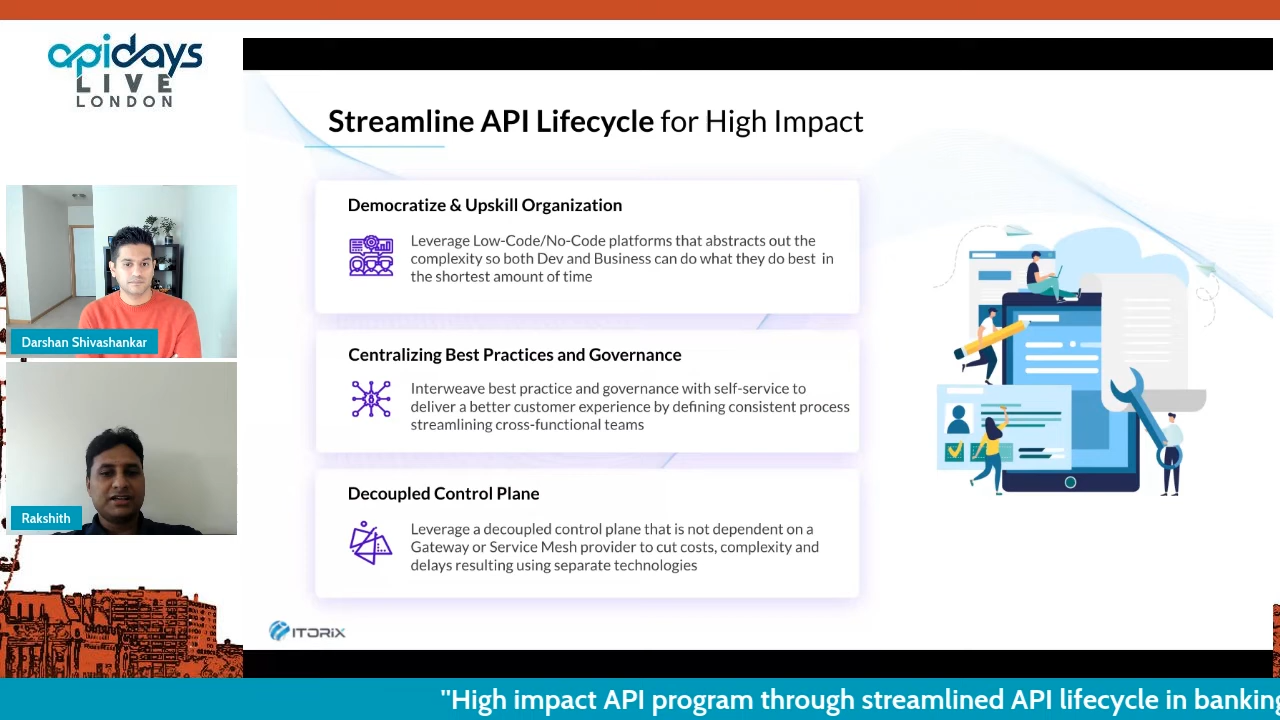 apidays
LIVE
LONDON
Streamline API Lifecycle for High Impact
Democratize & Upskill Organization
Leverage Low-Code/No-Code platforms that abstracts out the
complexity so both Dev and Business can do what they do best in
the shortest amount of time
Centralizing Best Practices and Governance
Interweave best practice and governance with self-service to
deliver a better customer experience by defining consistent process
streamlining cross-functional teams
Decoupled Control Plane
Leverage a decoupled control plane that is not dependent on a
Gateway or Service Mesh provider to cut costs, complexity and
delays resulting using separate technologies
ITORIX
Darshan Shivashankar
Rakshith
"High impact API program through streamlined API lifecycle in banking